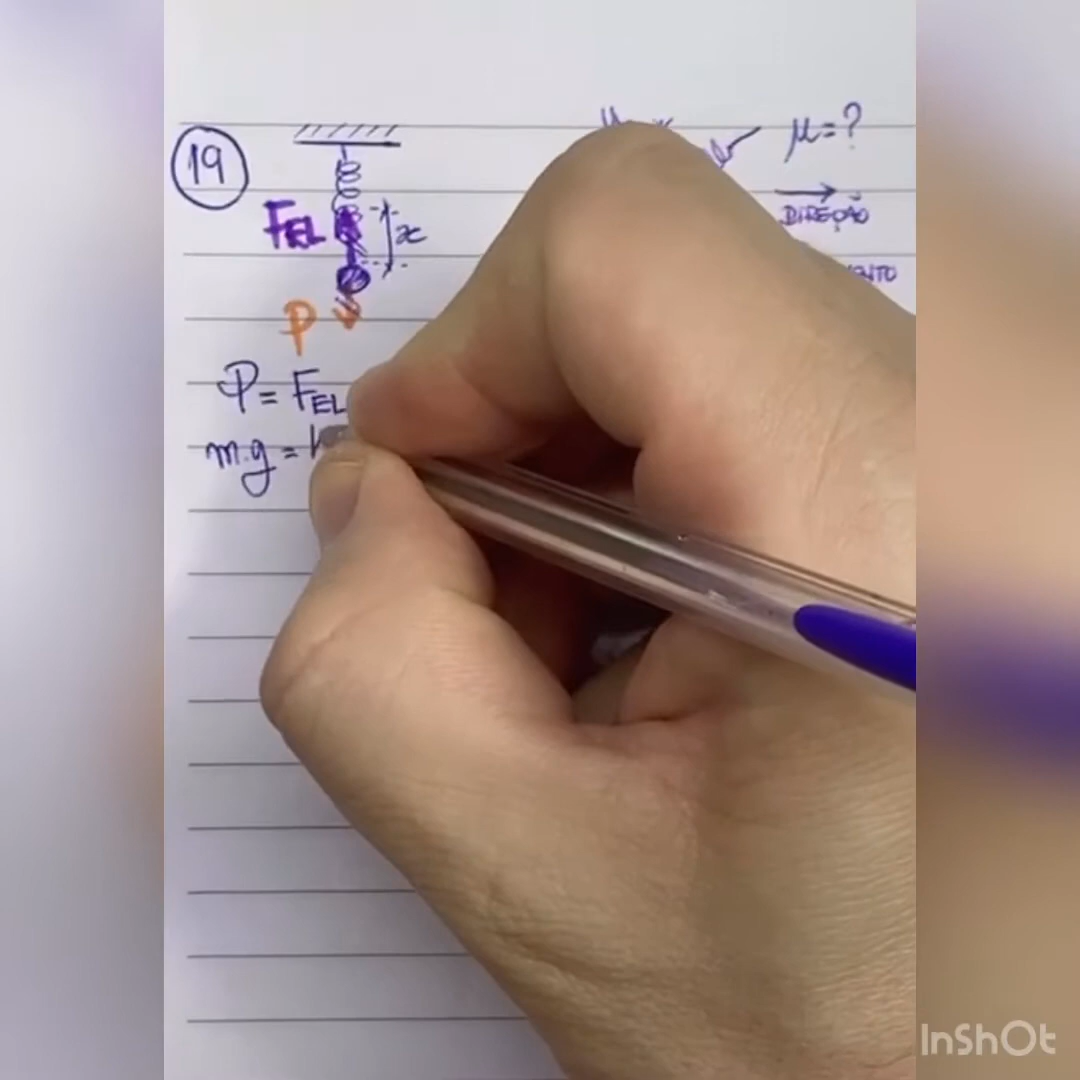 19
μ=?
DIREÇÃO
FEL
x
P
P = FEL
m.g =
InShOt